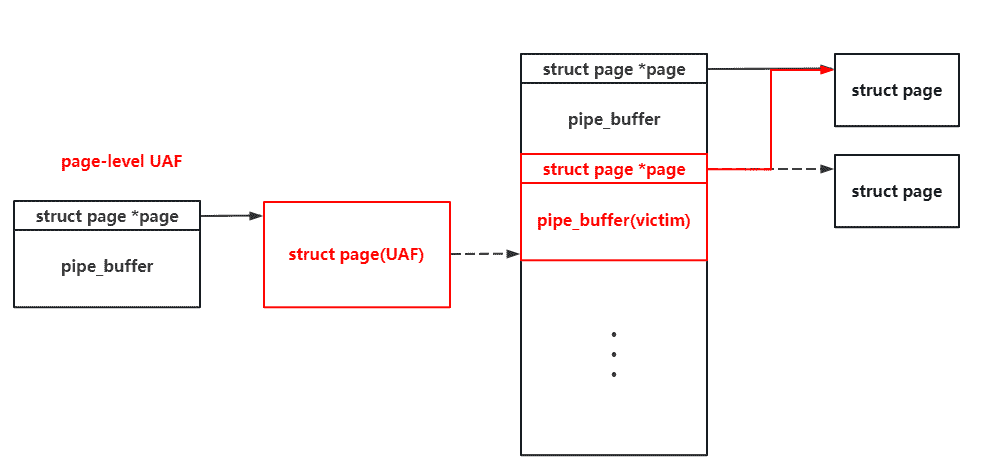 page-level UAF
struct page *page
pipe_buffer
struct page(UAF)
struct page *page
pipe_buffer
struct page *page
pipe_buffer(victim)
struct page
struct page